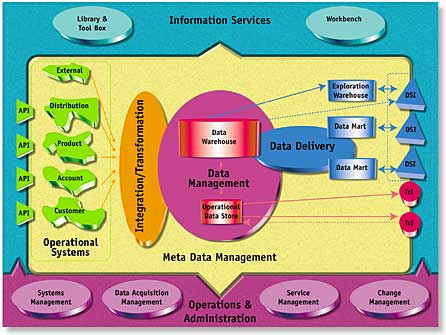 Library &
Tool Box
Information Services
Workbench
External
Distribution
Product
Account
Customer
API
API
API
API
Operational
Systems
Integration/Transformation
Data
Warehouse
Data
Management
Operational
Data Store
Data Delivery
Exploration
Warehouse
Data Mart
Data Mart
DSI
DSI
DSI
TrI
TrI
Meta Data Management
Systems
Management
Data Acquisition
Management
Service
Management
Change
Management
Operations &
Administration